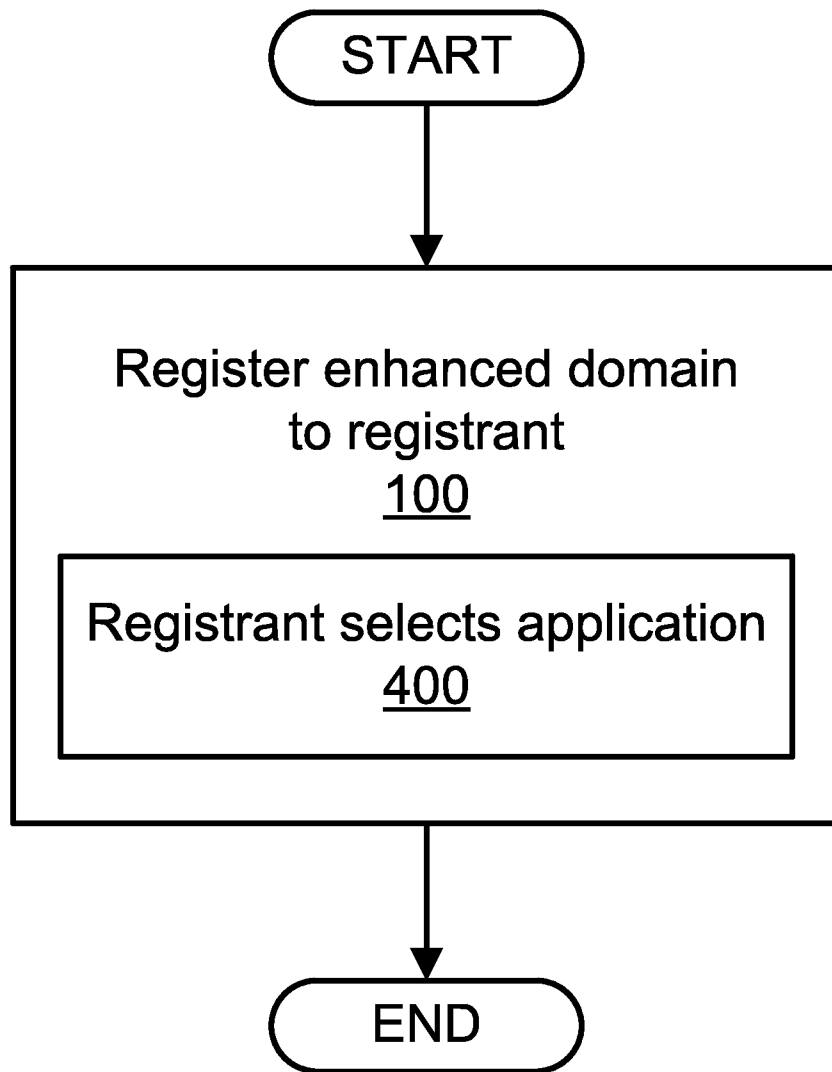 START
Register enhanced domain
to registrant
100
Registrant selects application
400
END